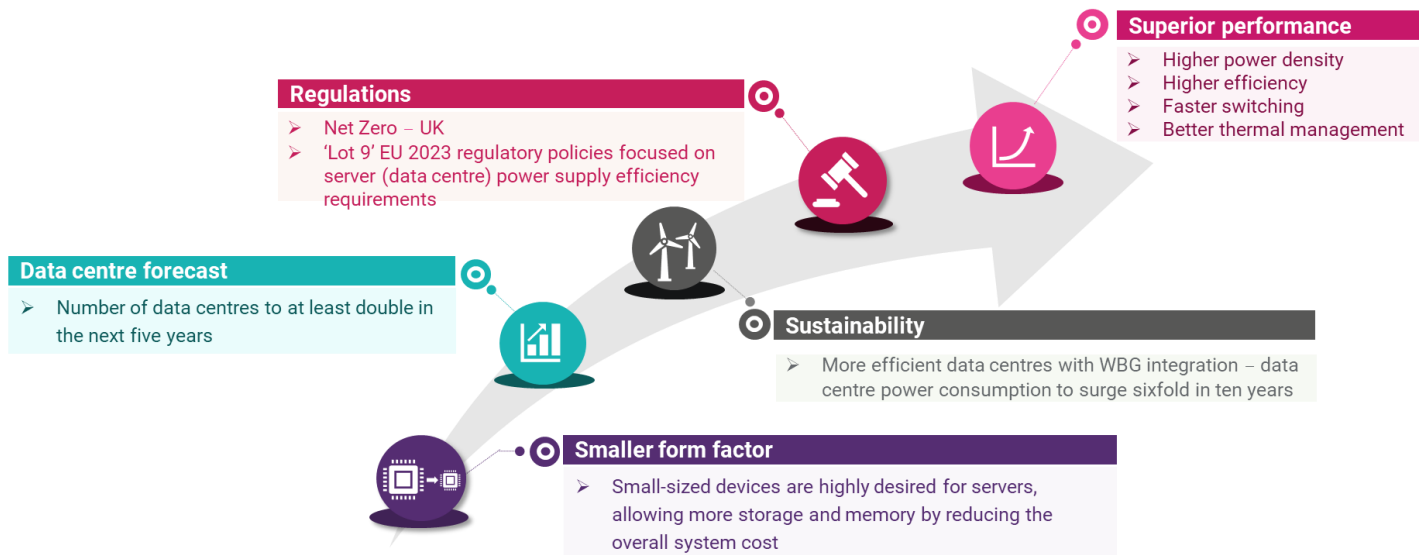 Superior performance
➢ Higher power density
➢ Higher efficiency
➢ Faster switching
➢ Better thermal management
Regulations
➢ Net Zero – UK
➢ ‘Lot 9’ EU 2023 regulatory policies focused on
server (data centre) power supply efficiency
requirements
Data centre forecast
➢ Number of data centres to at least double in
the next five years
Sustainability
➢ More efficient data centres with WBG integration – data
centre power consumption to surge sixfold in ten years
Smaller form factor
➢ Small-sized devices are highly desired for servers,
allowing more storage and memory by reducing the
overall system cost